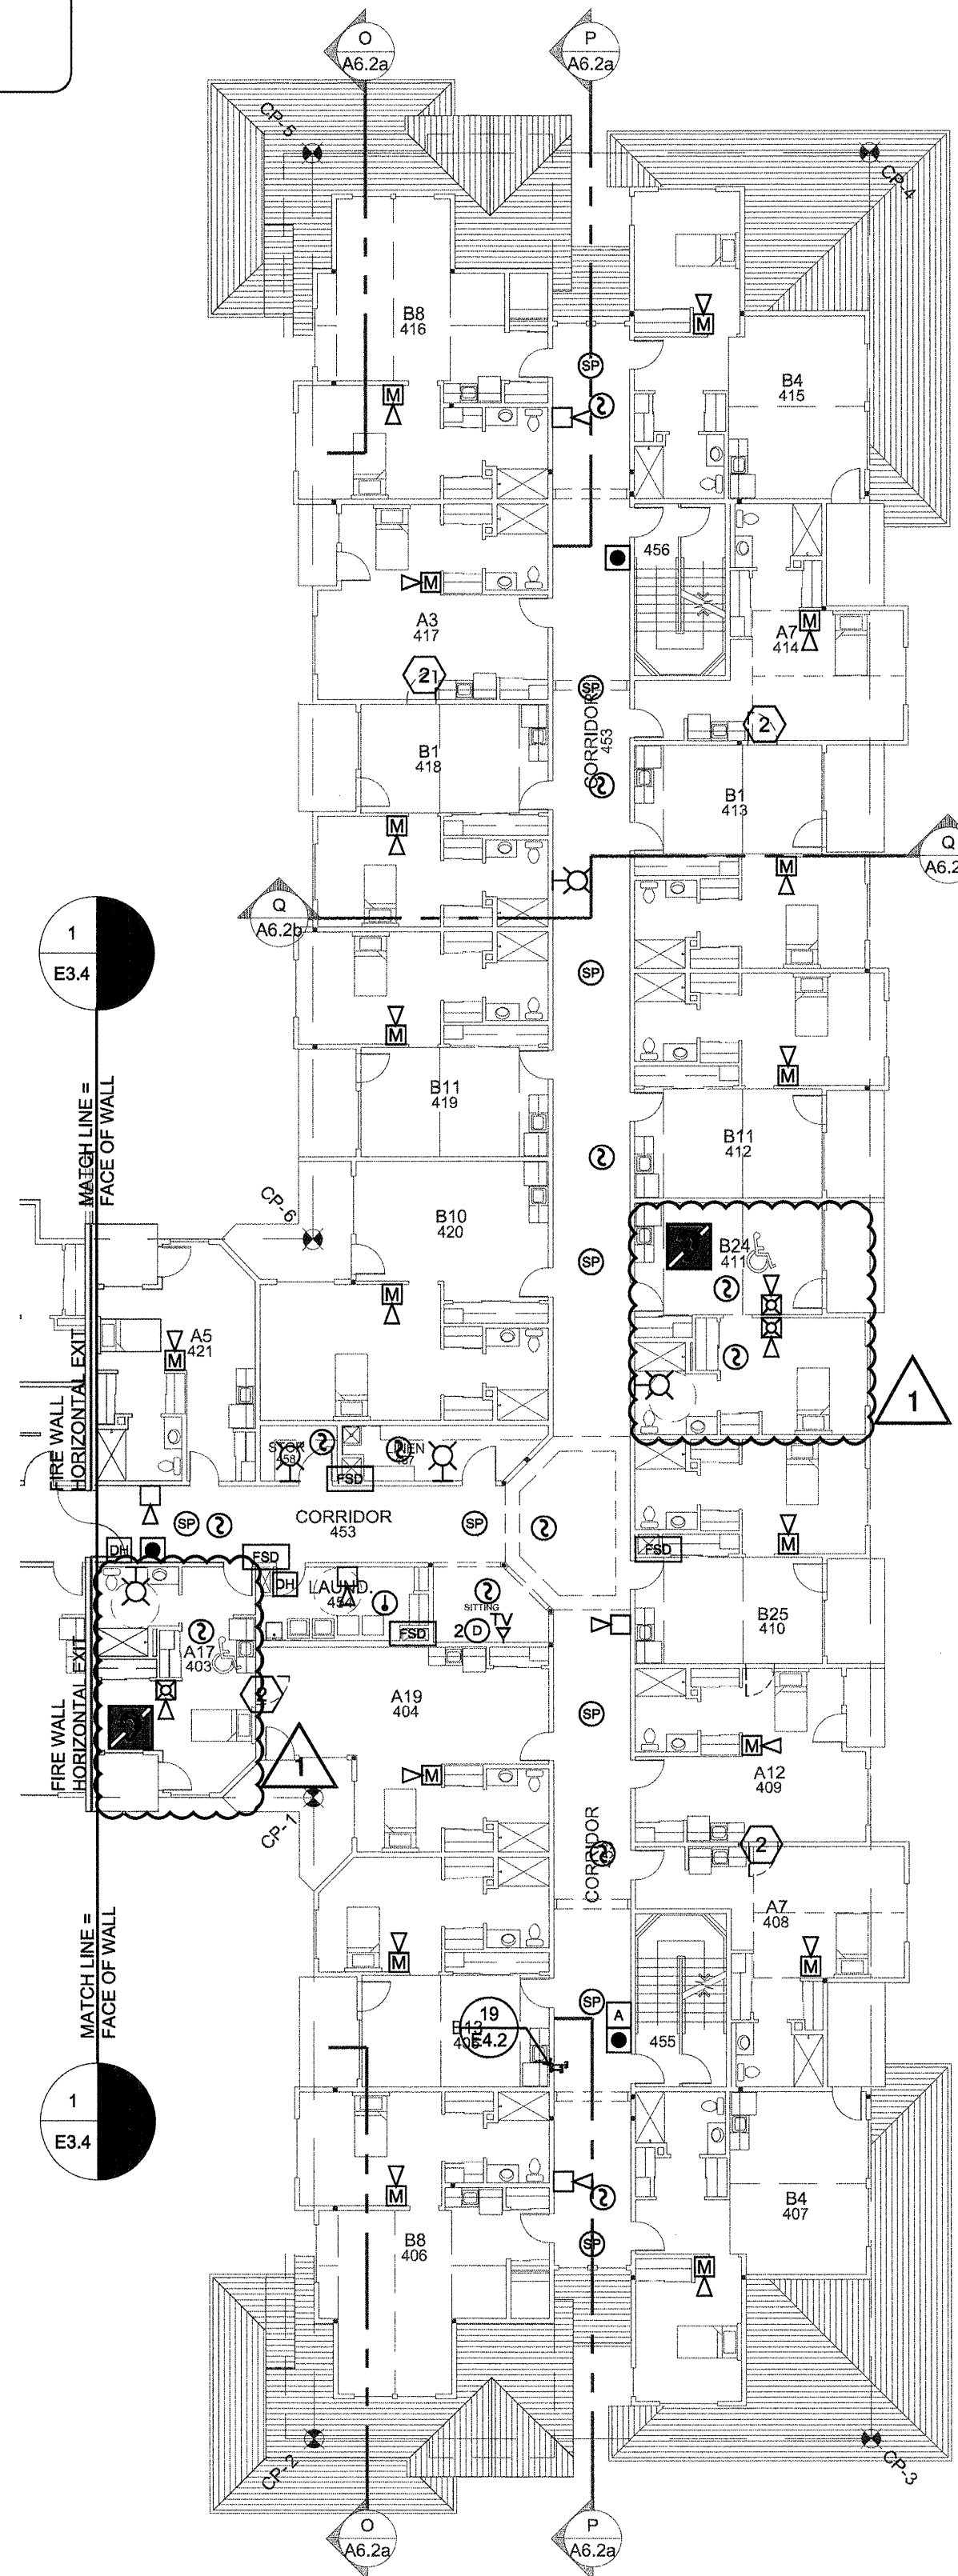 O
A6.2a
P
A6.2a
CP-5
CP-4
B8
416
M
SP
M
B4
415
M
456
A3
417
2
M
A7
414
SP
CORRIDOR
453
2
B1
418
B1
413
M
M
Q
A6.2
Q
A6.2b
1
E3.4
SP
M
M
MATCH LINE =
FACE OF WALL
B11
419
B11
412
CP-6
B10
420
SP
B24
411
M
A5
421
M
1
FIRE WALL
HORIZONTAL EXIT
FSD
CORRIDOR
453
SP
SP
M
FSD
DH
FSD
DH
LAUND.
454
SITTING
TV
2
D
FSD
B25
410
A17
403
2
A19
404
SP
M
A12
409
FIRE WALL
HORIZONTAL EXIT
1
M
CP-1
2
CORRIDOR
A7
408
MATCH LINE =
FACE OF WALL
M
M
SP
A
19
E4.2
B13
455
1
E3.4
M
B4
407
B8
406
SP
M
CP-2
CP-3
O
A6.2a
P
A6.2a